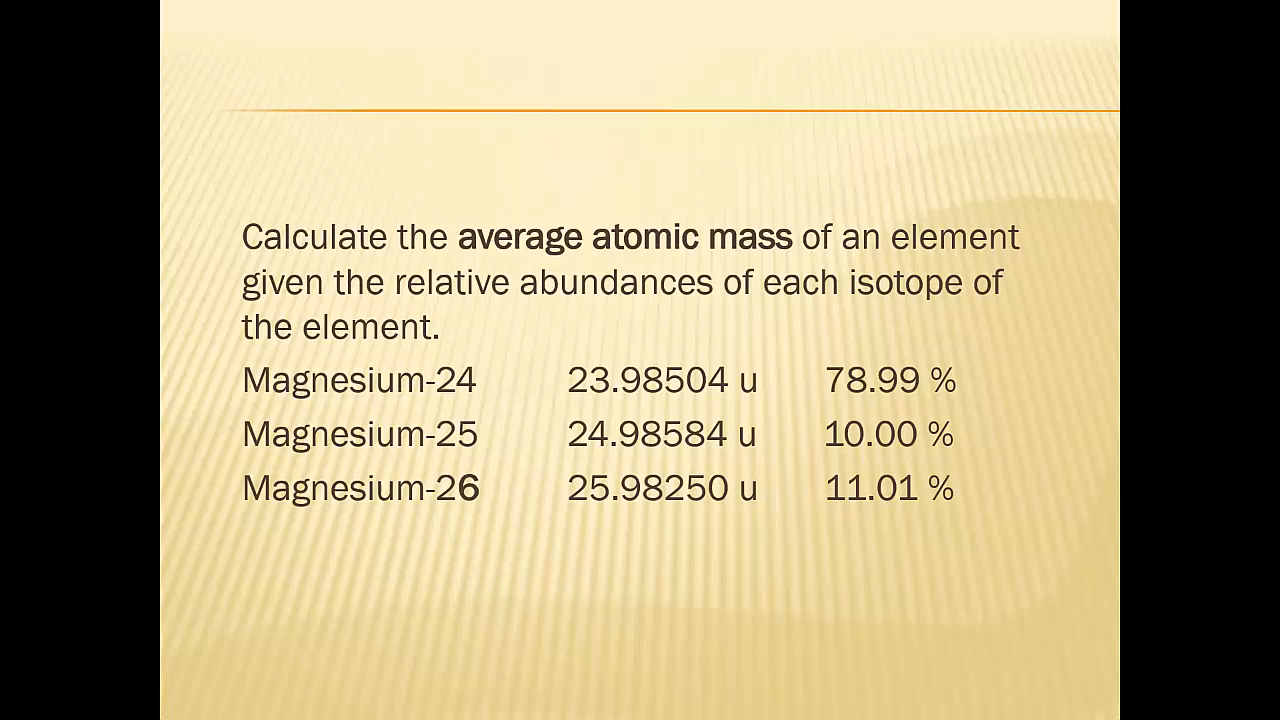 Calculate the average atomic mass of an element
given the relative abundances of each isotope of
the element.
Magnesium-24 23.98504 u 78.99 %
Magnesium-25 24.98584 u 10.00 %
Magnesium-26 25.98250 u 11.01 %